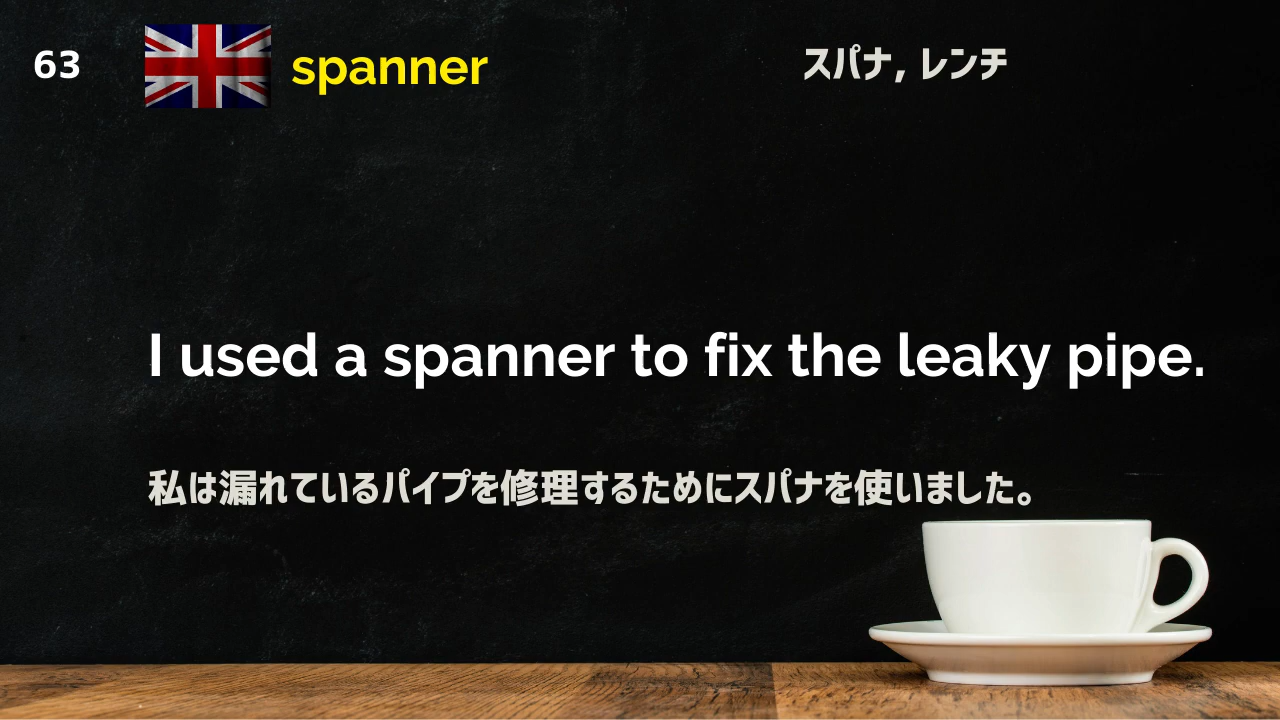 63 spanner スパナ, レンチ
I used a spanner to fix the leaky pipe.
私は漏れているパイプを修理するためにスパナを使いました。